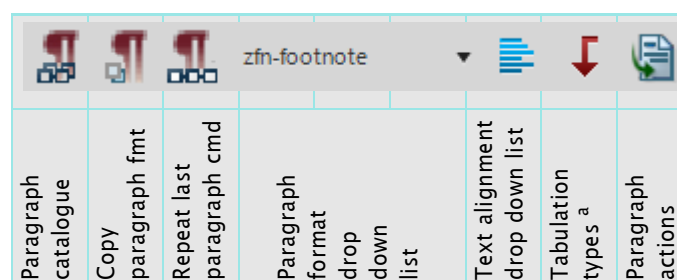 zfn-footnote
Paragraph
catalogue
Copy
paragraph fmt
Repeat last
paragraph cmd
Paragraph
format
drop
down
list
Text alignment
drop down list
Tabulation
types a
Paragraph
actions